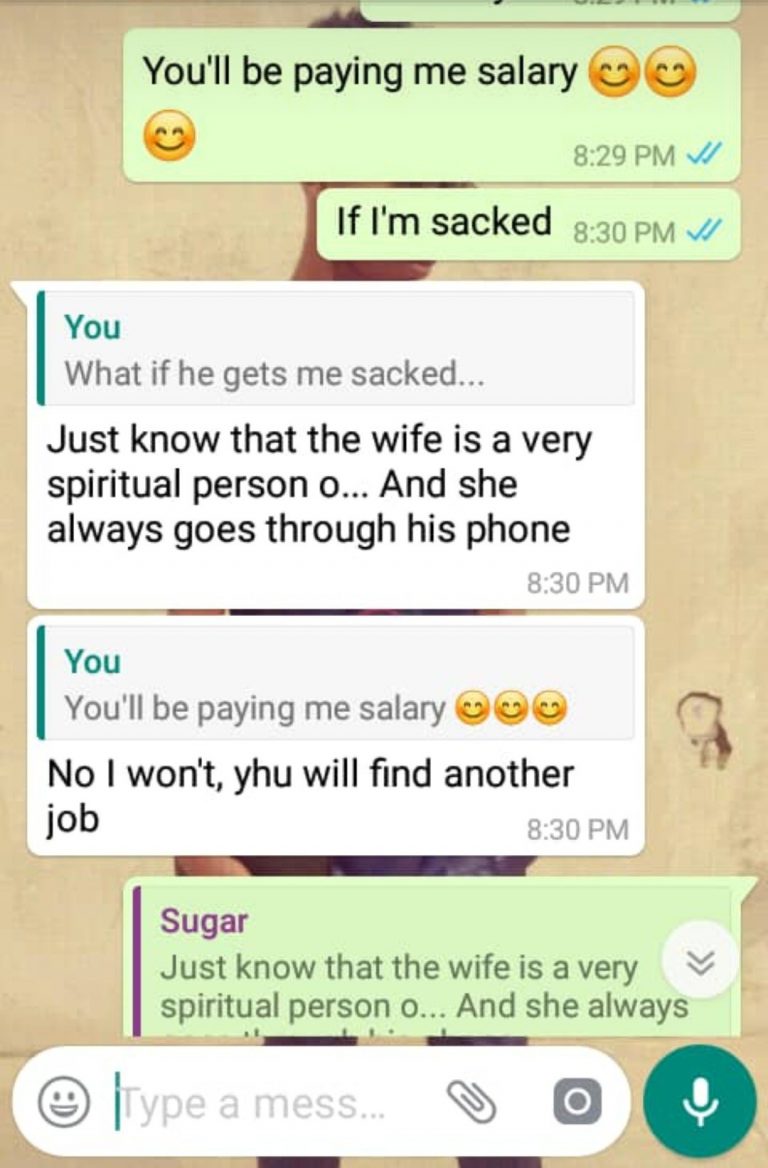 You'll be paying me salary 😊😊
😊
8:29 PM
If I'm sacked 8:30 PM
You
What if he gets me sacked...
Just know that the wife is a very
spiritual person o... And she
always goes through his phone
8:30 PM
You
You'll be paying me salary 😊😊😊
No I won't, yhu will find another
job 8:30 PM
Sugar
Just know that the wife is a very
spiritual person o... And she always
Type a mess...